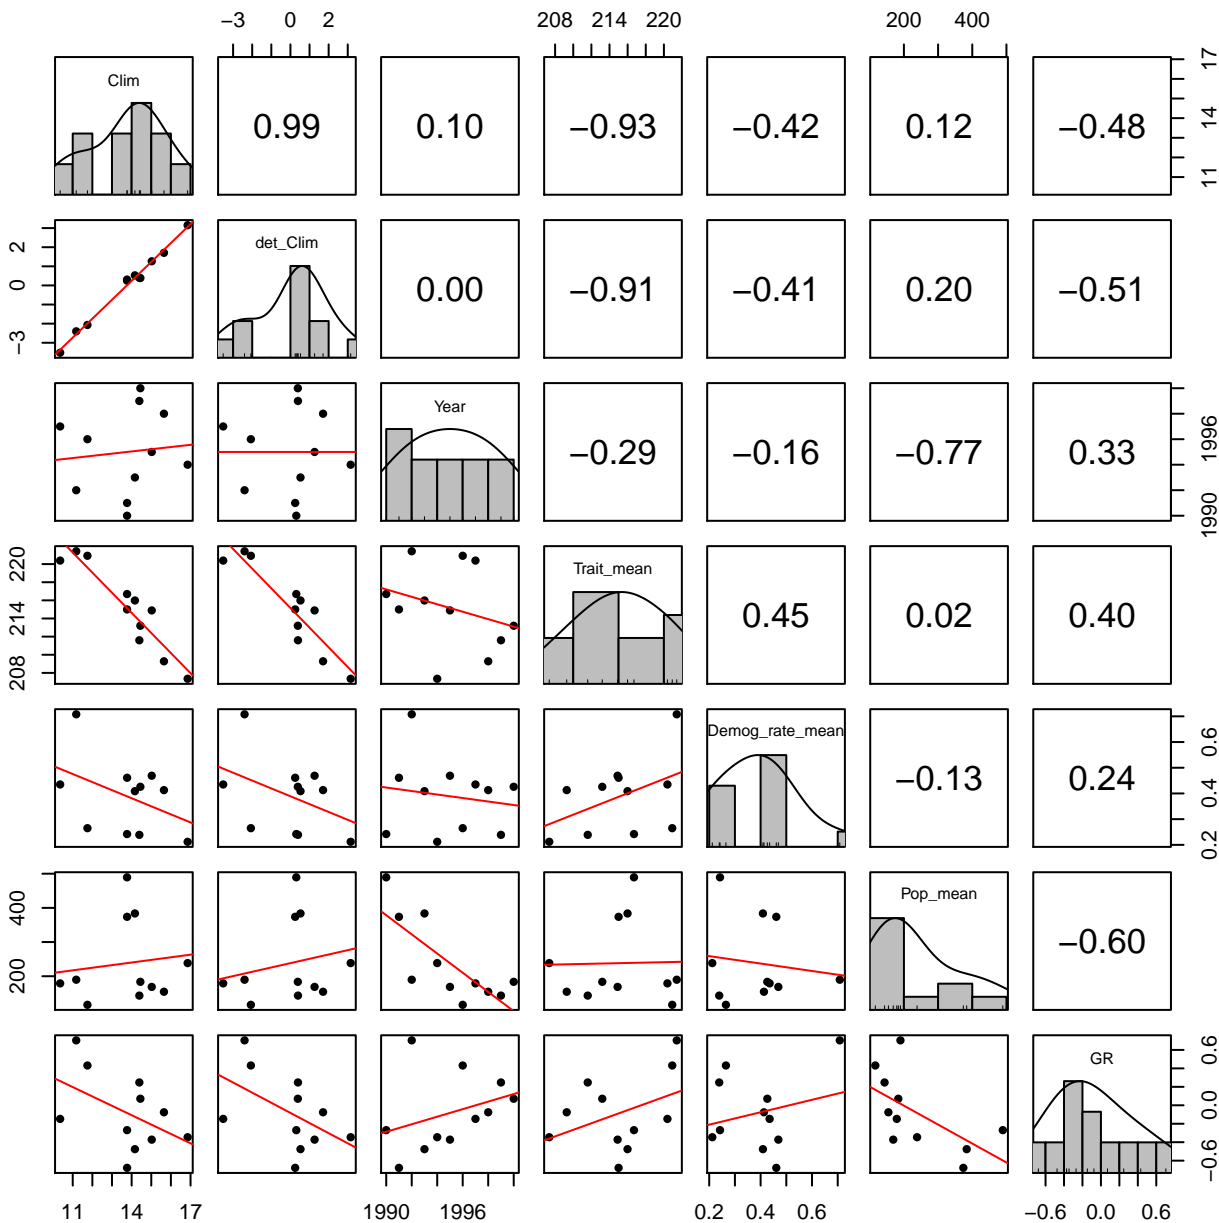 −3 0 2 208 214 220 200 400
Clim 0.99 0.10 −0.93 −0.42 0.12 −0.48 11 14 17
−3 0 2 det_Clim 0.00 −0.91 −0.41 0.20 −0.51
Year −0.29 −0.16 −0.77 0.33 1990 1996
208 214 220 Trait_mean 0.45 0.02 0.40
Demog_rate_mean −0.13 0.24 0.2 0.4 0.6
200 400 Pop_mean −0.60
GR −0.6 0.0 0.6
11 14 17 1990 1996 0.2 0.4 0.6 −0.6 0.0 0.6